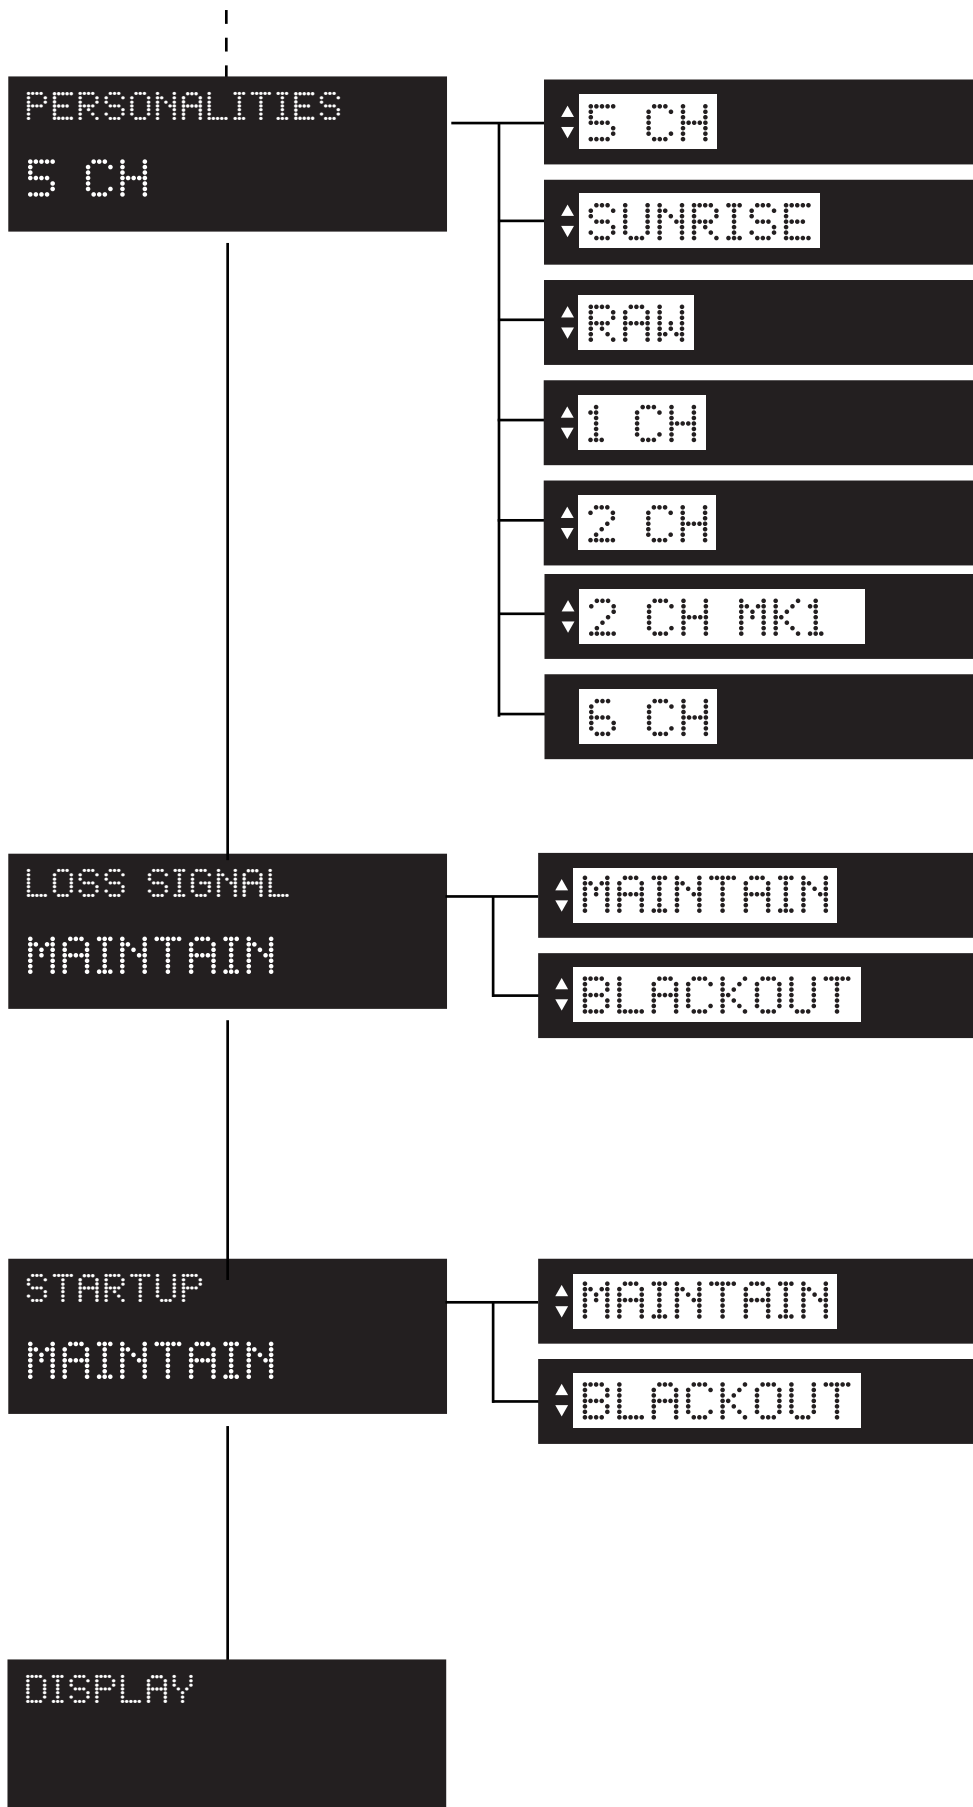 PERSONALITIES
5 CH
5 CH
SUNRISE
RAW
1 CH
2 CH
2 CH MK1
6 CH
LOSS SIGNAL
MAINTAIN
MAINTAIN
BLACKOUT
STARTUP
MAINTAIN
MAINTAIN
BLACKOUT
DISPLAY